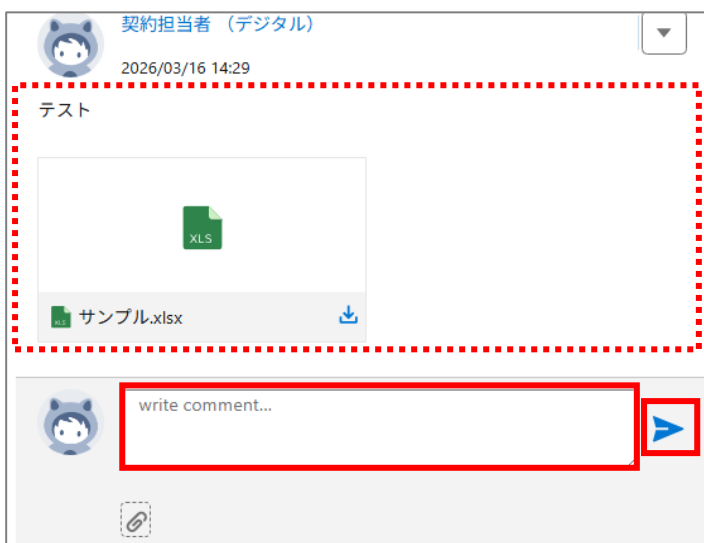 契約担当者 （デジタル）
2026/03/16 14:29
テスト
XLS
XLS サンプル.xlsx
write comment...